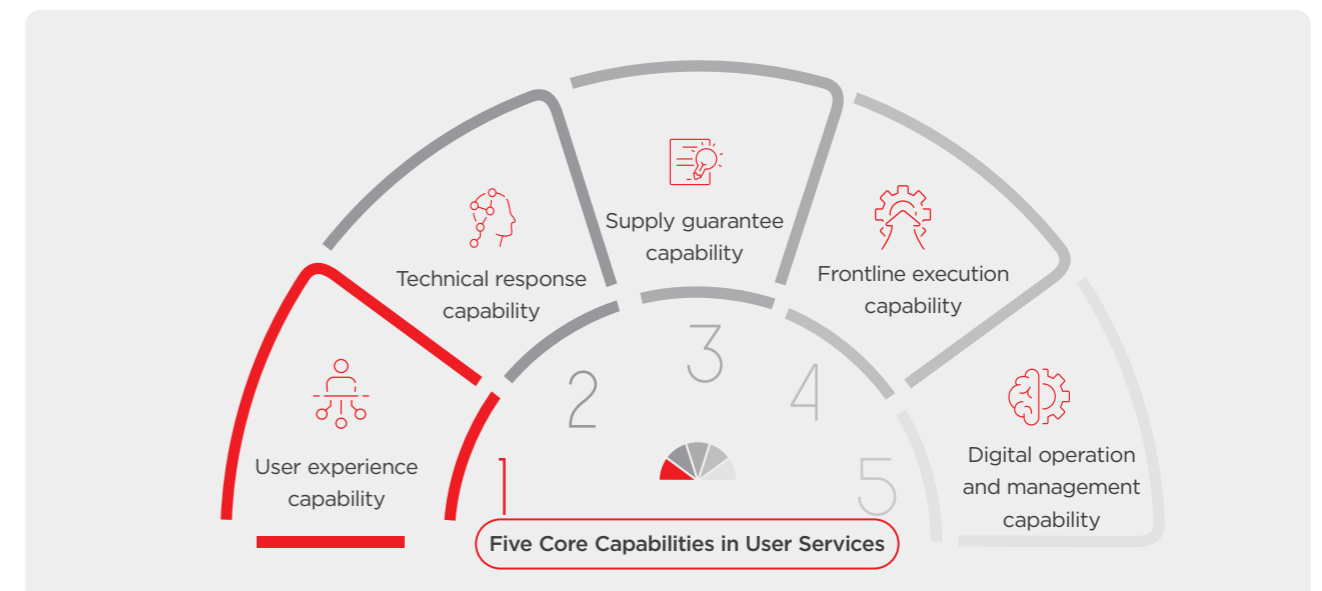 User experience
capability
1
Technical response
capability
2
Supply guarantee
capability
3
Frontline execution
capability
4
Digital operation
and management
capability
5
Five Core Capabilities in User Services